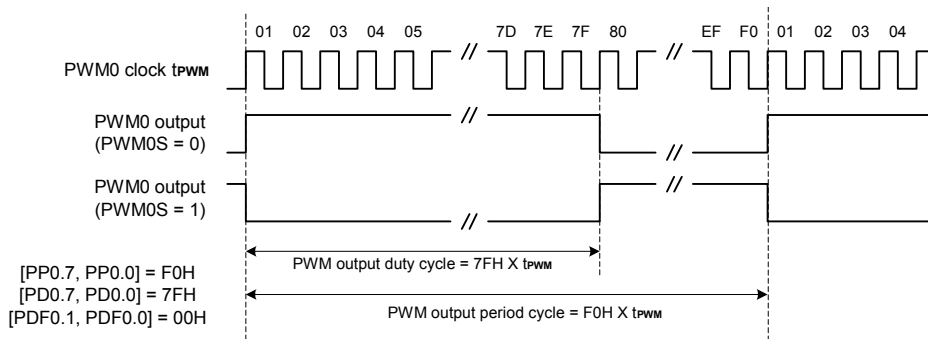 01 02 03 04 05 // 7D 7E 7F 80 // EF F0 01 02 03 04
PWM0 clock tPWM
PWM0 output
(PWM0S = 0)
PWM0 output
(PWM0S = 1)
PWM output duty cycle = 7FH X tPWM
[PP0.7, PP0.0] = F0H
[PD0.7, PD0.0] = 7FH
[PDF0.1, PDF0.0] = 00H
PWM output period cycle = F0H X tPWM